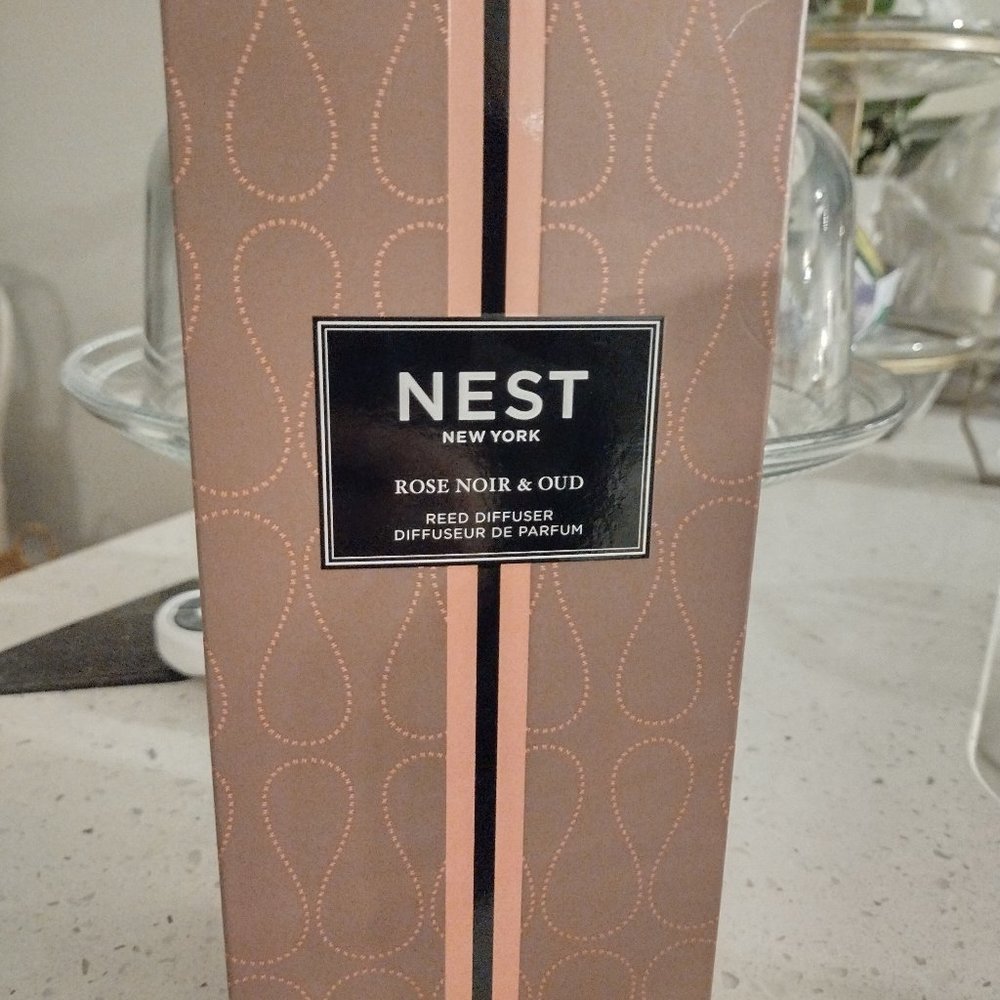 NEST
NEW YORK
ROSE NOIR & OUD
REED DIFFUSER
DIFFUSEUR DE PARFUM